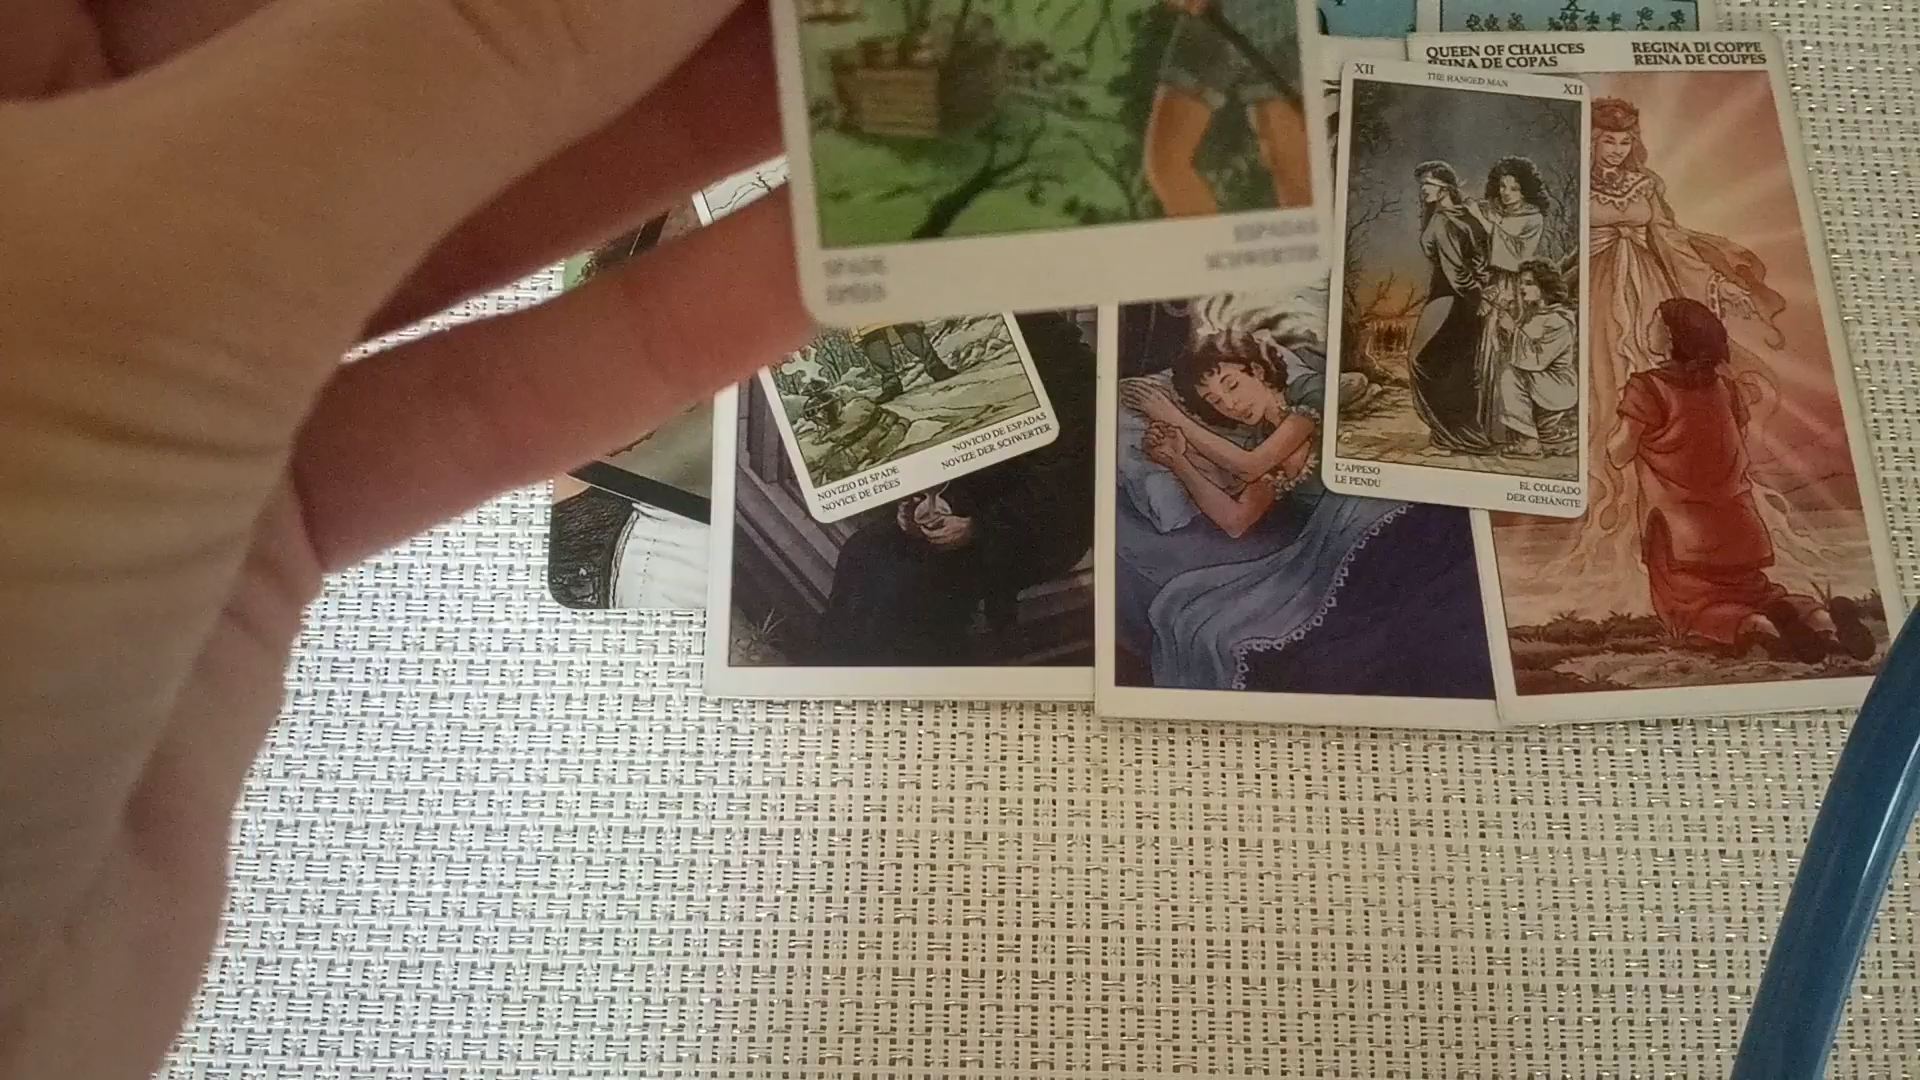 X
QUEEN OF CHALICES
REINA DE COPAS
REGINA DI COPPE
REINE DE COUPES
XII
THE HANGED MAN
XII
SPADE
ÉPÉES
ESPADAS
SCHWERTER
NOVIZIO DI SPADE
NOVICE DE ÉPÉES
NOVICIO DE ESPADAS
NOVIZE DER SCHWERTER
L'APPESO
LE PENDU
EL COLGADO
DER GEHÄNGTE